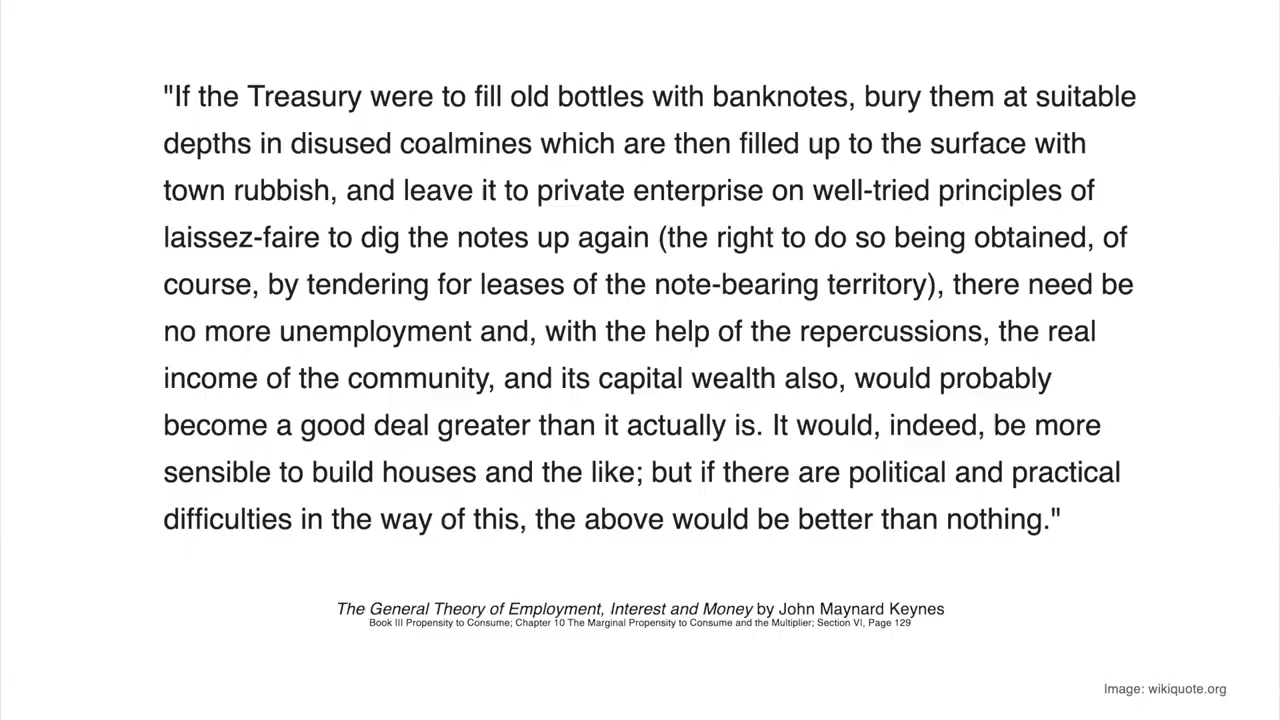 "If the Treasury were to fill old bottles with banknotes, bury them at suitable
depths in disused coalmines which are then filled up to the surface with
town rubbish, and leave it to private enterprise on well-tried principles of
laissez-faire to dig the notes up again (the right to do so being obtained, of
course, by tendering for leases of the note-bearing territory), there need be
no more unemployment and, with the help of the repercussions, the real
income of the community, and its capital wealth also, would probably
become a good deal greater than it actually is. It would, indeed, be more
sensible to build houses and the like; but if there are political and practical
difficulties in the way of this, the above would be better than nothing."
The General Theory of Employment, Interest and Money by John Maynard Keynes
Book III Propensity to Consume; Chapter 10 The Marginal Propensity to Consume and the Multiplier; Section VI, Page 129
Image: wikiquote.org